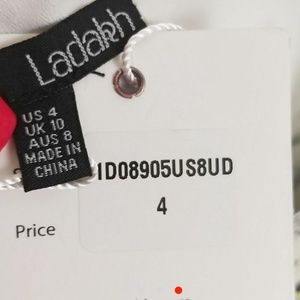 Ladakh
US 4
UK 10
AUS 8
MADE IN
CHINA
1D08905US8UD
4
Price